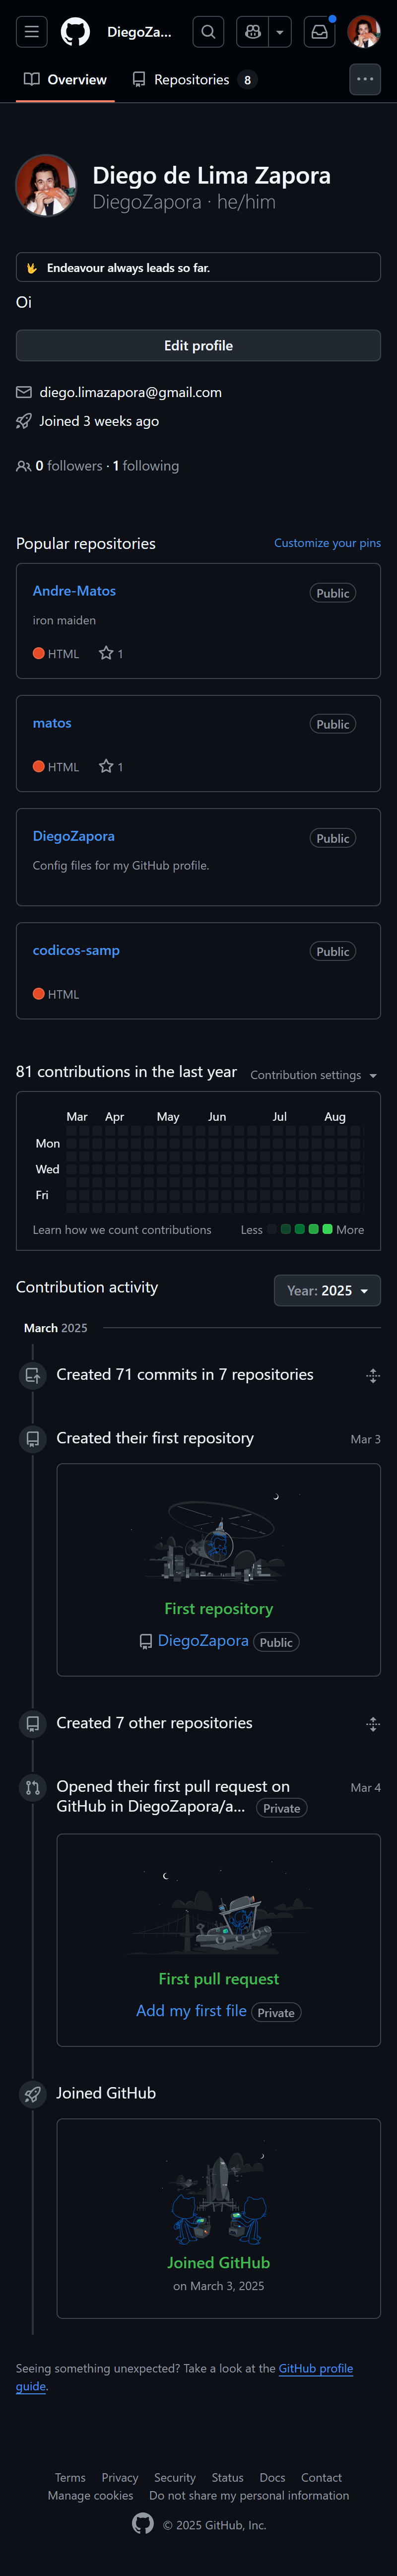 DiegoZa...
Overview
Repositories 8
Diego de Lima Zapora
DiegoZapora · he/him
🖖 Endeavour always leads so far.
Oi
Edit profile
diego.limazapora@gmail.com
Joined 3 weeks ago
0 followers · 1 following
Popular repositories Customize your pins
Andre-Matos Public
iron maiden
HTML 1
matos Public
HTML 1
DiegoZapora Public
Config files for my GitHub profile.
codicos-samp Public
HTML
81 contributions in the last year Contribution settings
Mar Apr May Jun Jul Aug
Mon
Wed
Fri
Learn how we count contributions Less More
Contribution activity Year: 2025
March 2025
Created 71 commits in 7 repositories
Created their first repository Mar 3
First repository
DiegoZapora Public
Created 7 other repositories
Opened their first pull request on Mar 4
GitHub in DiegoZapora/a... Private
First pull request
Add my first file Private
Joined GitHub
Joined GitHub
on March 3, 2025
Seeing something unexpected? Take a look at the GitHub profile
guide.
Terms Privacy Security Status Docs Contact
Manage cookies Do not share my personal information
© 2025 GitHub, Inc.